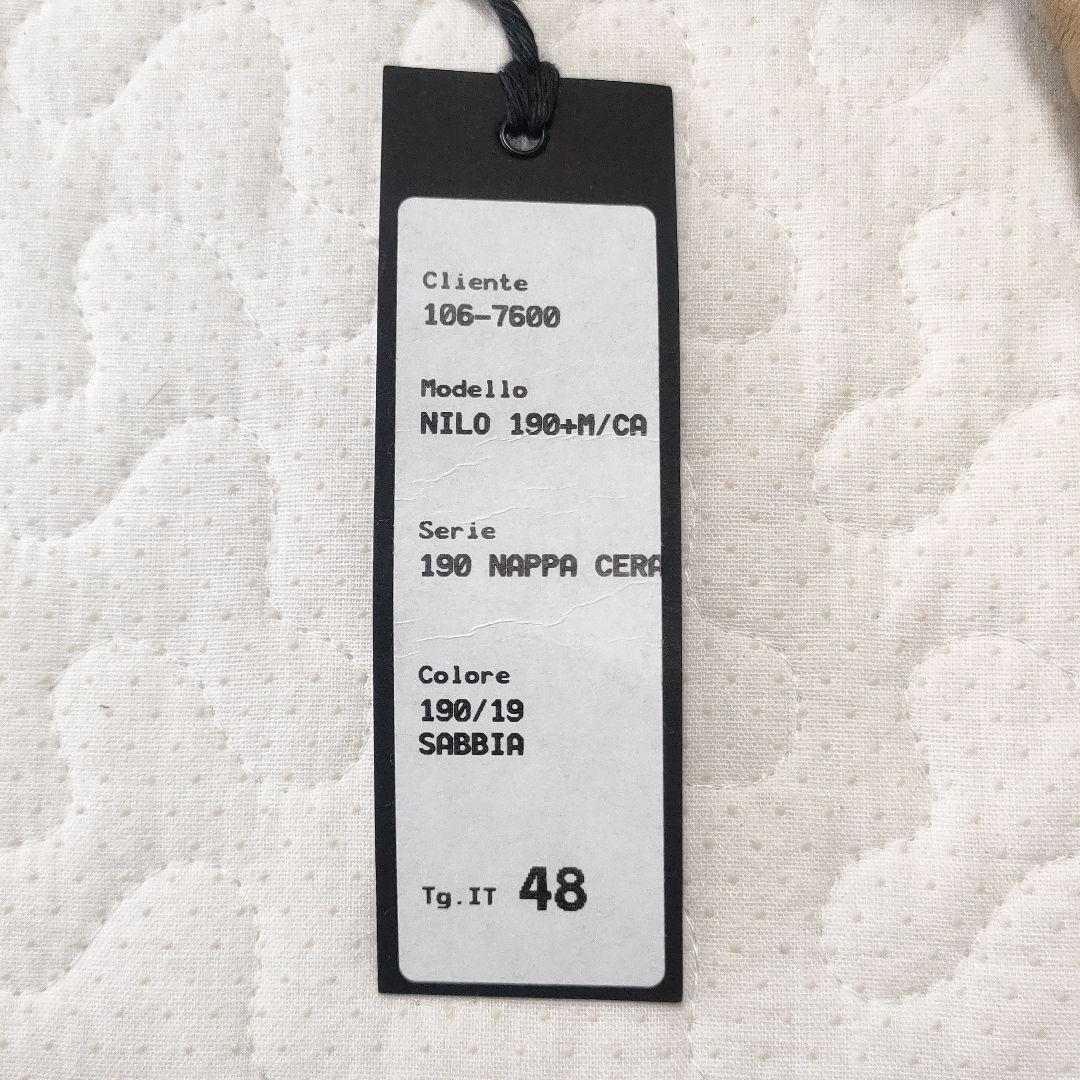 Cliente
106-7600
Modello
NILO 190+M/CA
Serie
190 NAPPA CERA
Colore
190/19
SABBIA
Tg.IT 48